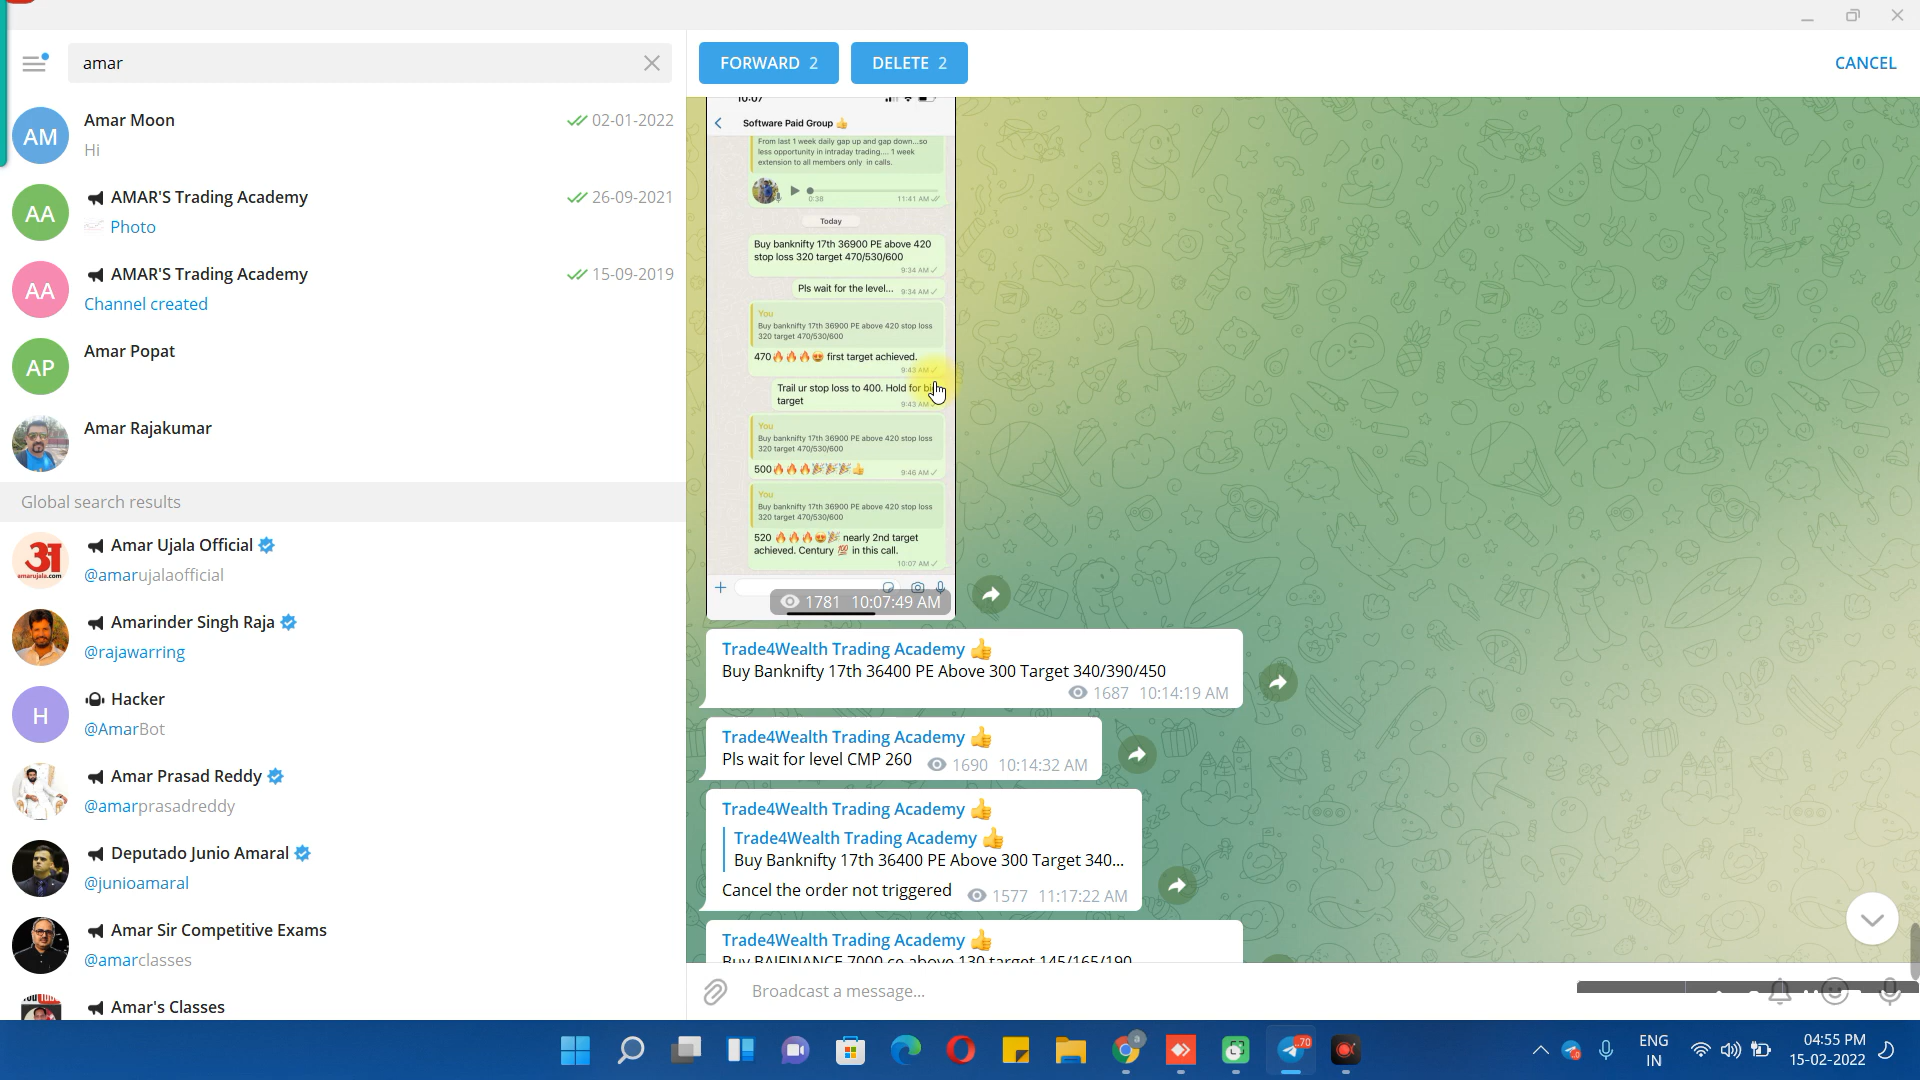 amar
Amar Moon
02-01-2022
Hi
AMAR'S Trading Academy
26-09-2021
Photo
AMAR'S Trading Academy
15-09-2019
Channel created
Amar Popat
Amar Rajakumar
Global search results
Amar Ujala Official
@amarujalaofficial
Amarinder Singh Raja
@rajawarring
Hacker
@AmarBot
Amar Prasad Reddy
@amarprasadreddy
Deputado Junio Amaral
@junioamaral
Amar Sir Competitive Exams
@amarclasses
Amar's Classes
AM
AA
AA
AP
H
amarujala.com
FORWARD 2
DELETE 2
CANCEL
10:07
Software Paid Group 👍
From last 1 week daily gap up and gap down...so
less opportunity in intraday trading.... 1 week
extension to all members only in calls.
0:38
11:41 AM
Today
Buy banknifty 17th 36900 PE above 420
stop loss 320 target 470/530/600
9:34 AM
Pls wait for the level... 9:34 AM
You
Buy banknifty 17th 36900 PE above 420 stop loss
320 target 470/530/600
470🔥🔥🔥😍 first target achieved.
9:43 AM
Trail ur stop loss to 400. Hold for
target
9:43 AM
You
Buy banknifty 17th 36900 PE above 420 stop loss
320 target 470/530/600
500🔥🔥🔥🎉🎉🎉👍 9:46 AM
You
Buy banknifty 17th 36900 PE above 420 stop loss
320 target 470/530/600
520 🔥🔥🔥😍🎉 nearly 2nd target
achieved. Century 💯 in this call.
10:07 AM
1781 10:07:49 AM
Trade4Wealth Trading Academy 👍
Buy Banknifty 17th 36400 PE Above 300 Target 340/390/450
1687 10:14:19 AM
Trade4Wealth Trading Academy 👍
Pls wait for level CMP 260 1690 10:14:32 AM
Trade4Wealth Trading Academy 👍
Trade4Wealth Trading Academy 👍
Buy Banknifty 17th 36400 PE Above 300 Target 340...
Cancel the order not triggered 1577 11:17:22 AM
Trade4Wealth Trading Academy 👍
Buy BAJFINANCE 7000 ce above 130 target 145/165/190
Broadcast a message...
..70
ENG
IN
04:55 PM
15-02-2022